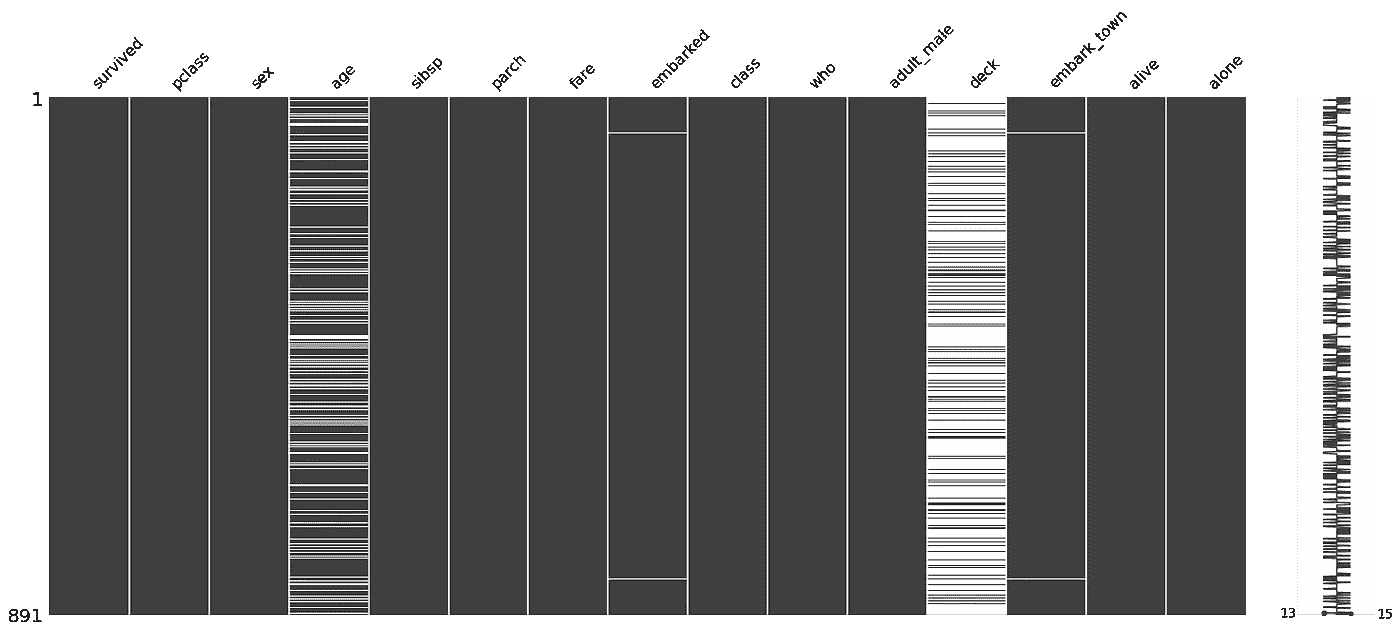 survived
pclass
sex
age
sibsp
parch
fare
embarked
class
who
adult_male
deck
embark_town
alive
alone
1
891
13
15